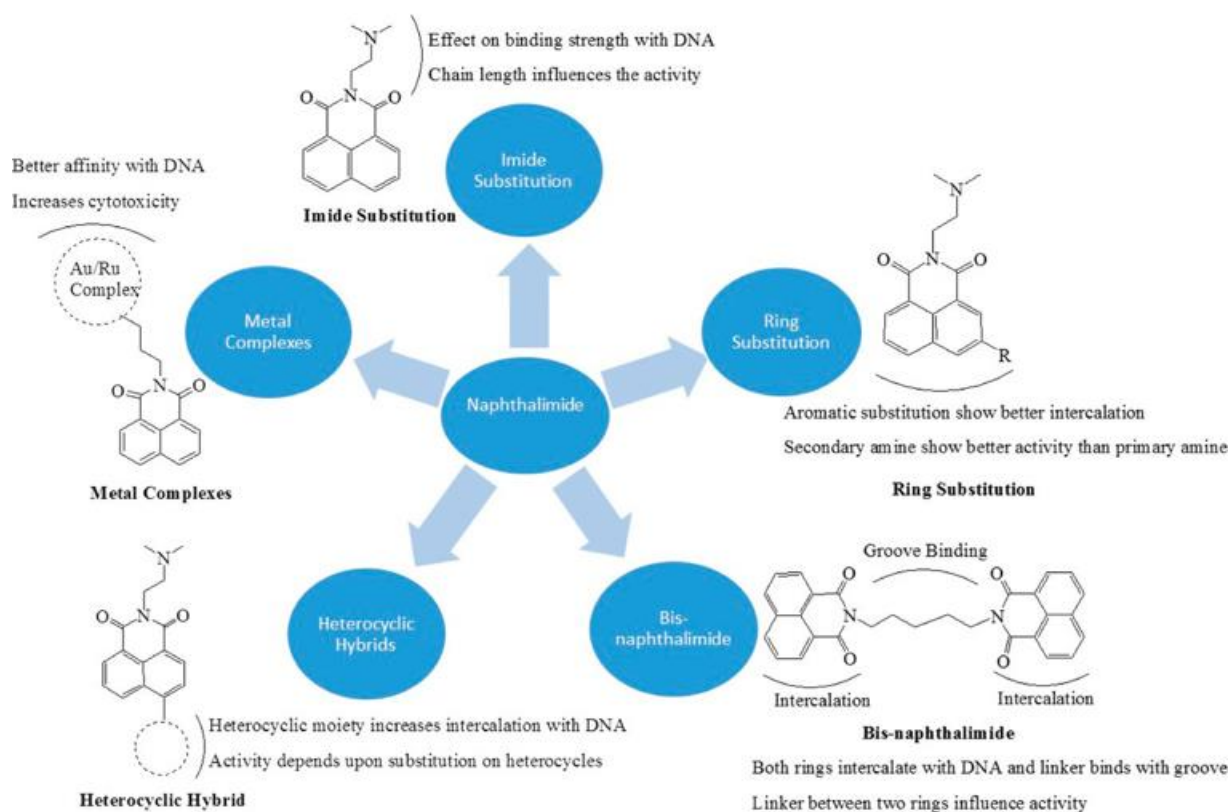 Effect on binding strength with DNA
Chain length influences the activity
N
N
O
O
Imide Substitution
Imide
Substitution
Better affinity with DNA
Increases cytotoxicity
Au/Ru
Complex
N
O
O
Metal Complexes
Metal
Complexes
Ring
Substitution
N
N
O
O
R
Aromatic substitution show better intercalation
Secondary amine show better activity than primary amine
Ring Substitution
Naphthalimide
N
N
O
O
Heterocyclic moiety increases intercalation with DNA
Activity depends upon substitution on heterocycles
Heterocyclic Hybrid
Heterocyclic
Hybrids
Bis-
naphthalimide
Groove Binding
O
O
N
N
O
O
Intercalation
Intercalation
Bis-naphthalimide
Both rings intercalate with DNA and linker binds with groove
Linker between two rings influence activity